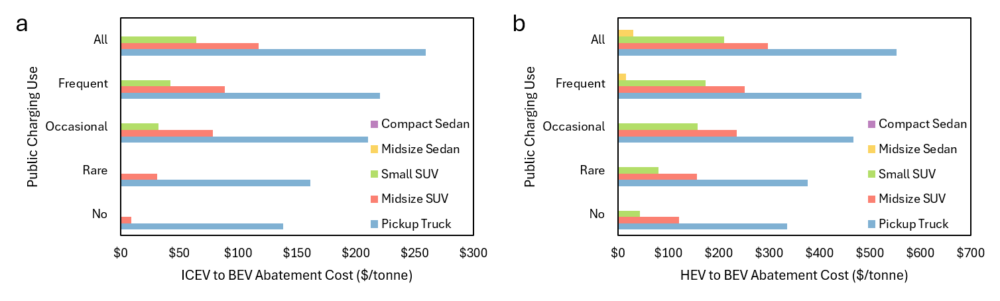 a
Public Charging Use
All
Frequent
Occasional
Rare
No
Compact Sedan
Midsize Sedan
Small SUV
Midsize SUV
Pickup Truck
$0 $50 $100 $150 $200 $250 $300
ICEV to BEV Abatement Cost ($/tonne)
b
Public Charging Use
All
Frequent
Occasional
Rare
No
Compact Sedan
Midsize Sedan
Small SUV
Midsize SUV
Pickup Truck
$0 $100 $200 $300 $400 $500 $600 $700
HEV to BEV Abatement Cost ($/tonne)